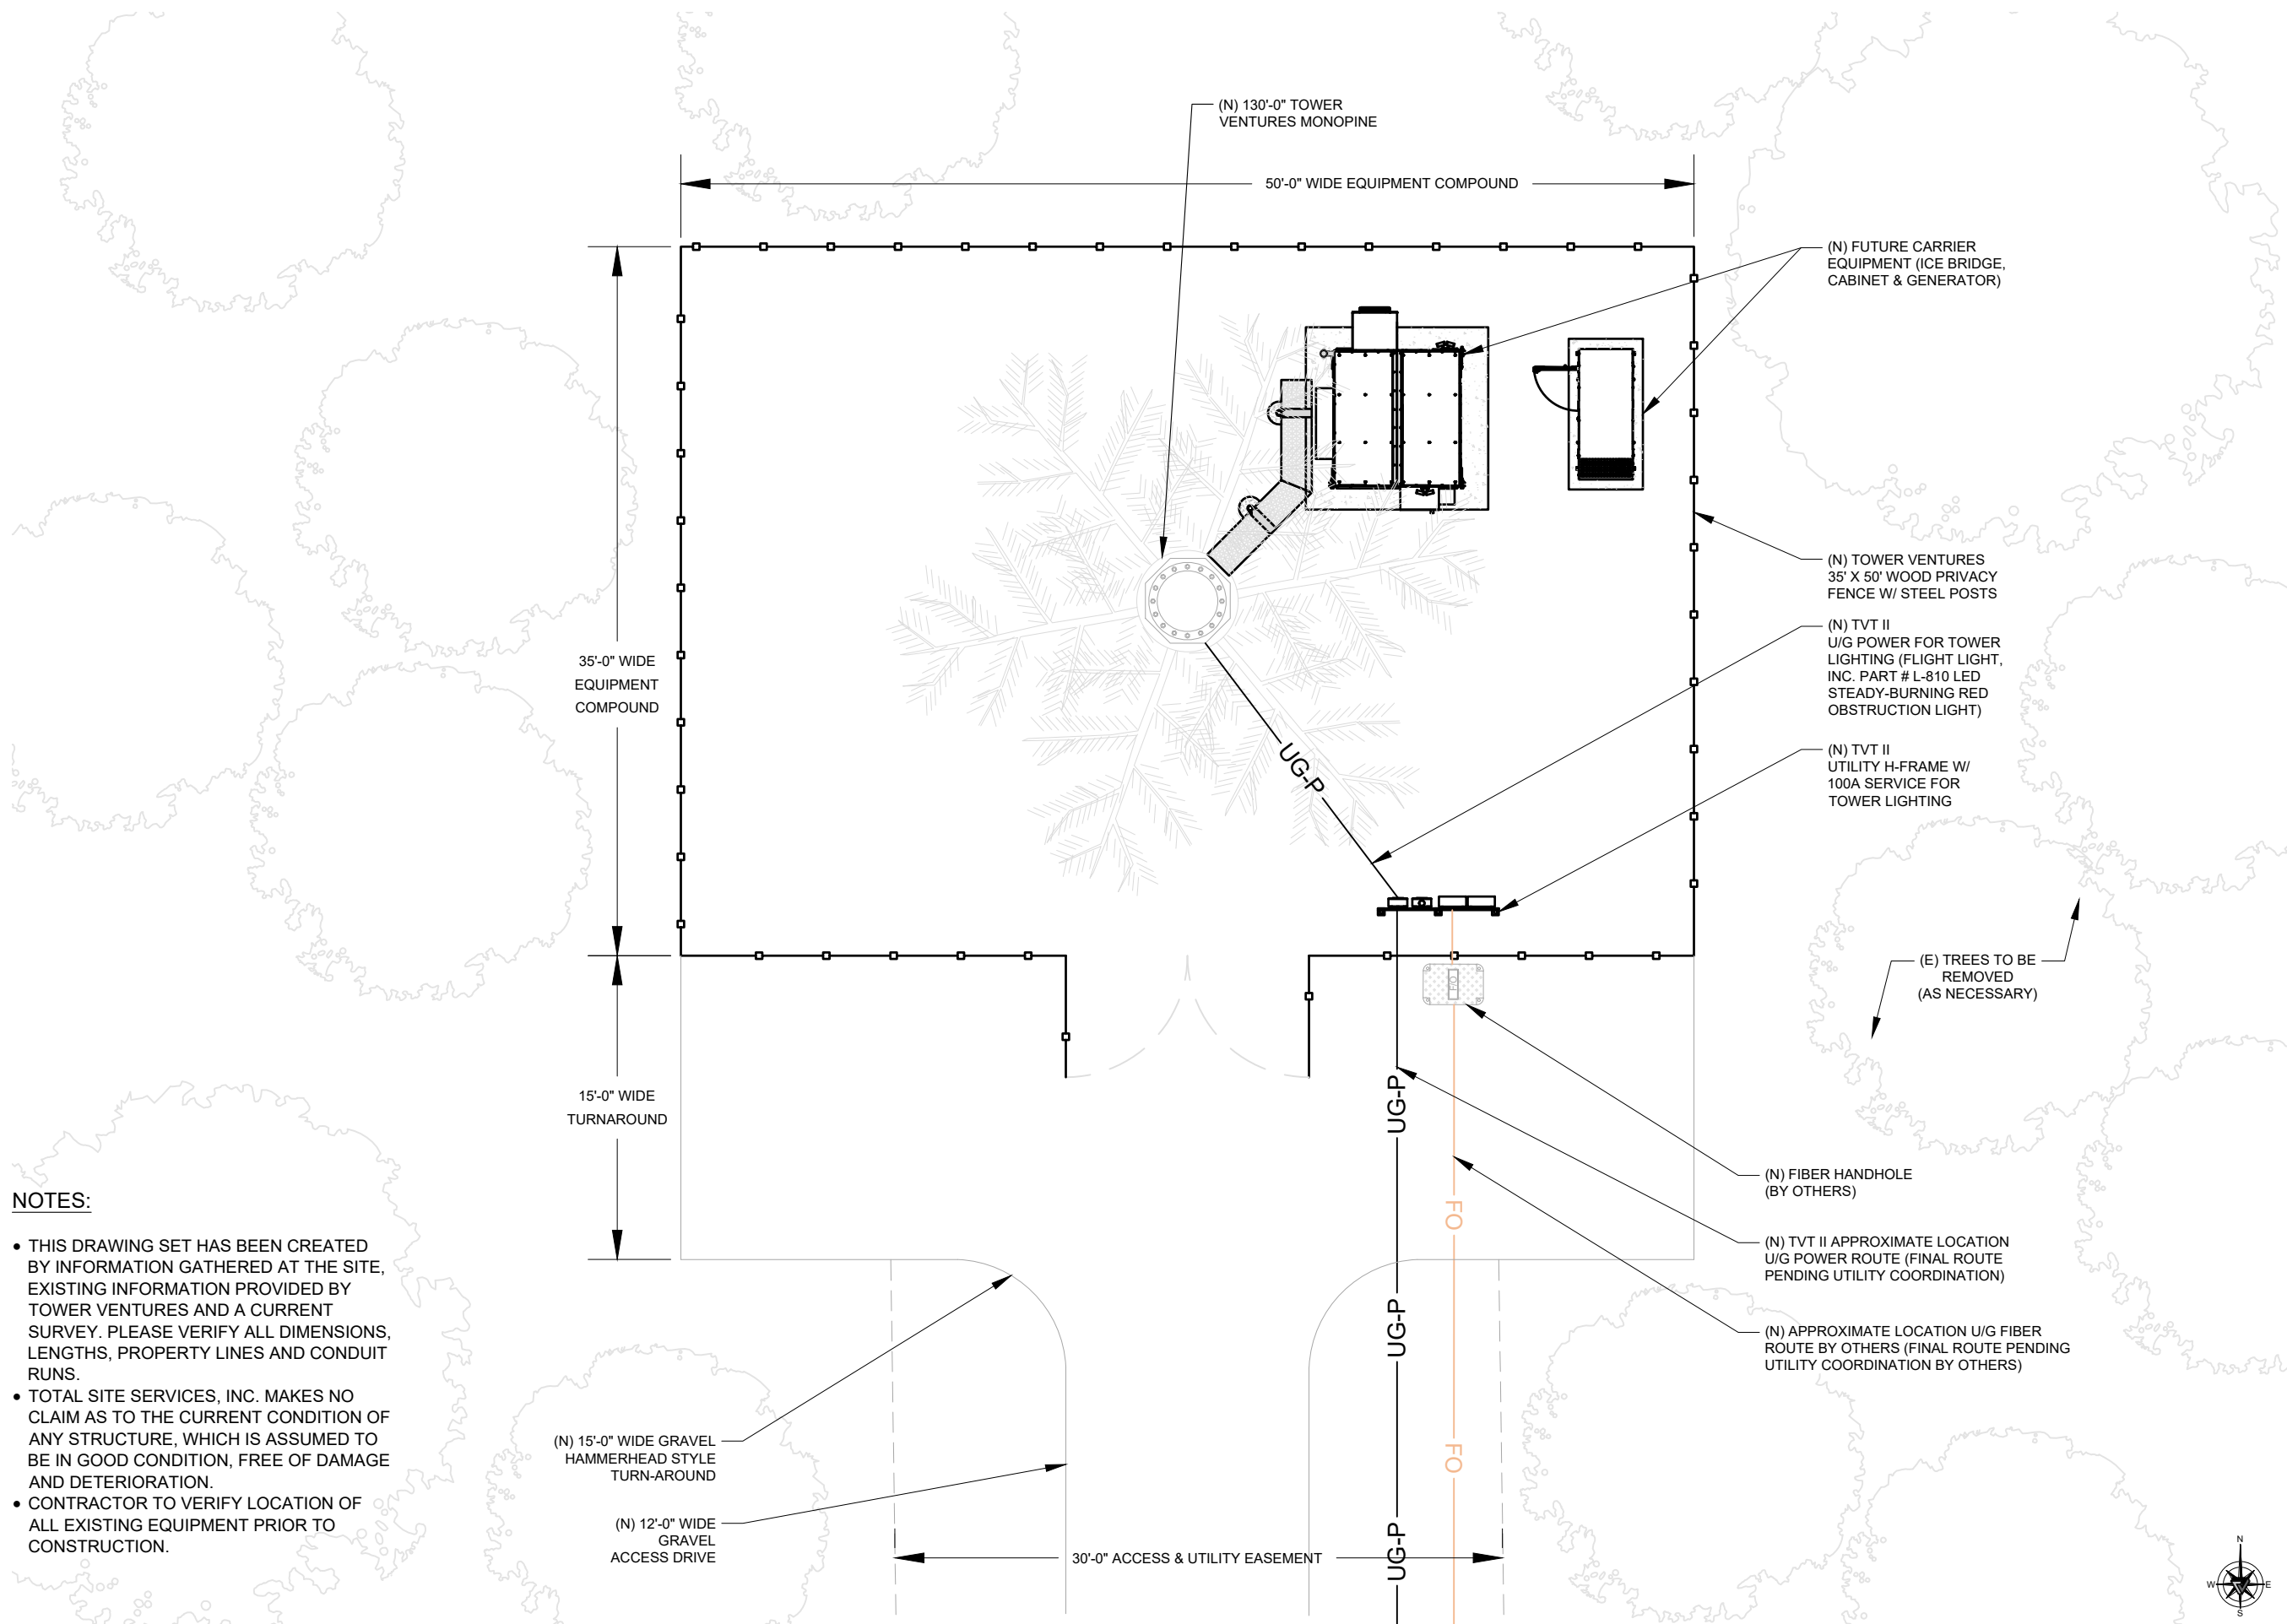 (N) 130'-0" TOWER
VENTURES MONOPINE
50'-0" WIDE EQUIPMENT COMPOUND
(N) FUTURE CARRIER
EQUIPMENT (ICE BRIDGE,
CABINET & GENERATOR)
(N) TOWER VENTURES
35' X 50' WOOD PRIVACY
FENCE W/ STEEL POSTS
(N) TVT II
U/G POWER FOR TOWER
LIGHTING (FLIGHT LIGHT,
INC. PART # L-810 LED
STEADY-BURNING RED
OBSTRUCTION LIGHT)
(N) TVT II
UTILITY H-FRAME W/
100A SERVICE FOR
TOWER LIGHTING
35'-0" WIDE
EQUIPMENT
COMPOUND
UG-P
(E) TREES TO BE
REMOVED
(AS NECESSARY)
F/O
15'-0" WIDE
TURNAROUND
UG-P
FO
UG-P
FO
UG-P
(N) FIBER HANDHOLE
(BY OTHERS)
(N) TVT II APPROXIMATE LOCATION
U/G POWER ROUTE (FINAL ROUTE
PENDING UTILITY COORDINATION)
(N) APPROXIMATE LOCATION U/G FIBER
ROUTE BY OTHERS (FINAL ROUTE PENDING
UTILITY COORDINATION BY OTHERS)
NOTES:
• THIS DRAWING SET HAS BEEN CREATED
BY INFORMATION GATHERED AT THE SITE,
EXISTING INFORMATION PROVIDED BY
TOWER VENTURES AND A CURRENT
SURVEY. PLEASE VERIFY ALL DIMENSIONS,
LENGTHS, PROPERTY LINES AND CONDUIT
RUNS.
• TOTAL SITE SERVICES, INC. MAKES NO
CLAIM AS TO THE CURRENT CONDITION OF
ANY STRUCTURE, WHICH IS ASSUMED TO
BE IN GOOD CONDITION, FREE OF DAMAGE
AND DETERIORATION.
• CONTRACTOR TO VERIFY LOCATION OF
ALL EXISTING EQUIPMENT PRIOR TO
CONSTRUCTION.
(N) 15'-0" WIDE GRAVEL
HAMMERHEAD STYLE
TURN-AROUND
(N) 12'-0" WIDE
GRAVEL
ACCESS DRIVE
30'-0" ACCESS & UTILITY EASEMENT
N
W
E
S